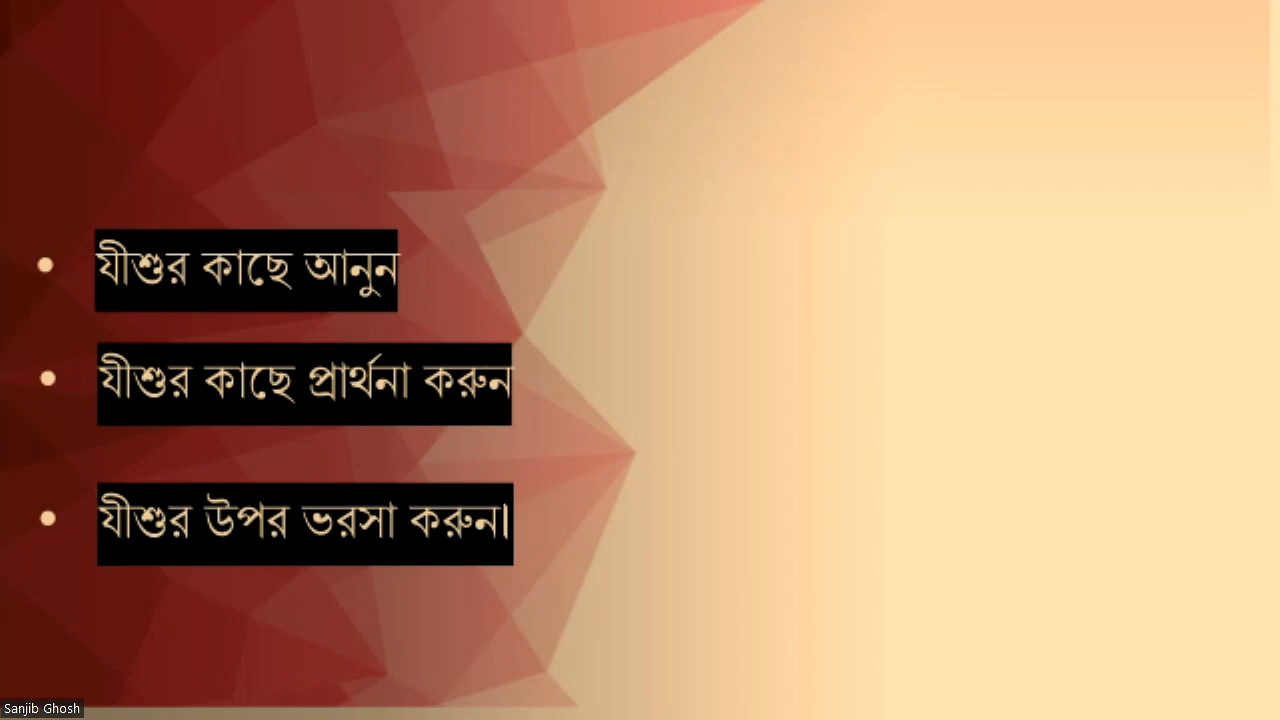 • যীশুর কাছে আনুন
• যীশুর কাছে প্রার্থনা করুন
• যীশুর উপর ভরসা করুন।
Sanjib Ghosh